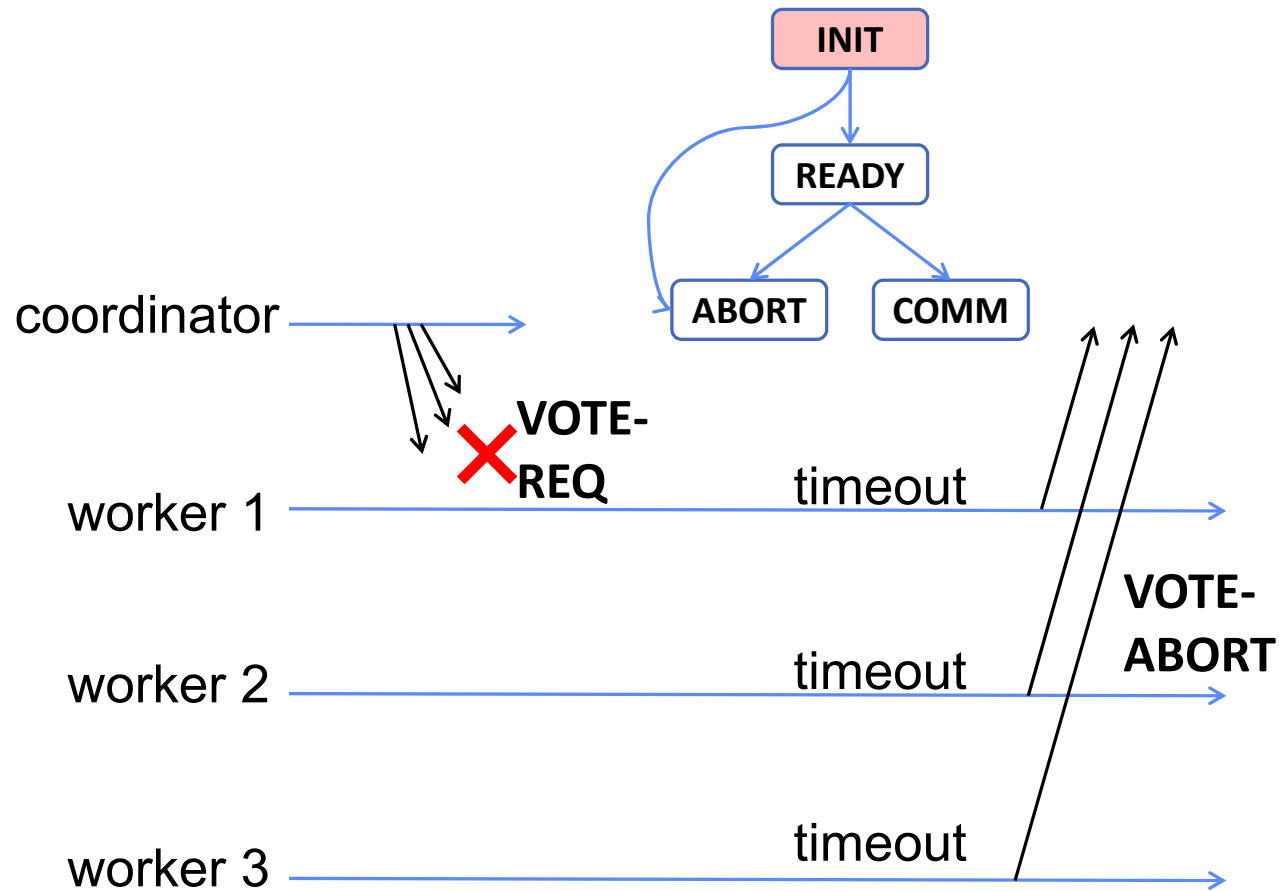 INIT
READY
ABORT
COMM
coordinator
VOTE-
REQ
worker 1
timeout
VOTE-
ABORT
worker 2
timeout
worker 3
timeout